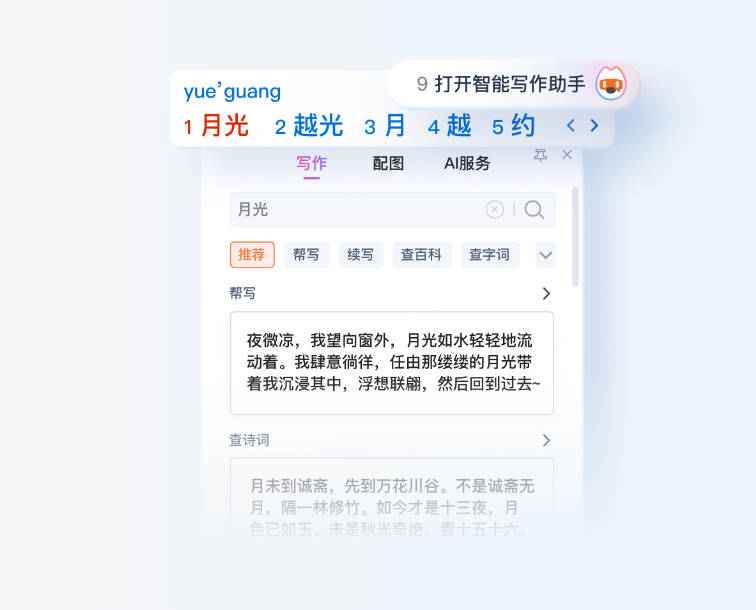 yue'guang
9 打开智能写作助手
1 月光 2 越光 3 月 4 越 5 约
写作 配图 AI服务
月光
推荐 帮写 续写 查百科 查字词
帮写
夜微凉，我望向窗外，月光如水轻轻地流
动着。我肆意徜徉，任由那缕缕的月光带
着我沉浸其中，浮想联翩，然后回到过去~
查诗词
月未到诚斋，先到万花川谷。不是诚斋无
月，隔一林修竹。如今才是十三夜，月
色已如玉。未是秋光奇绝，看十五十六。